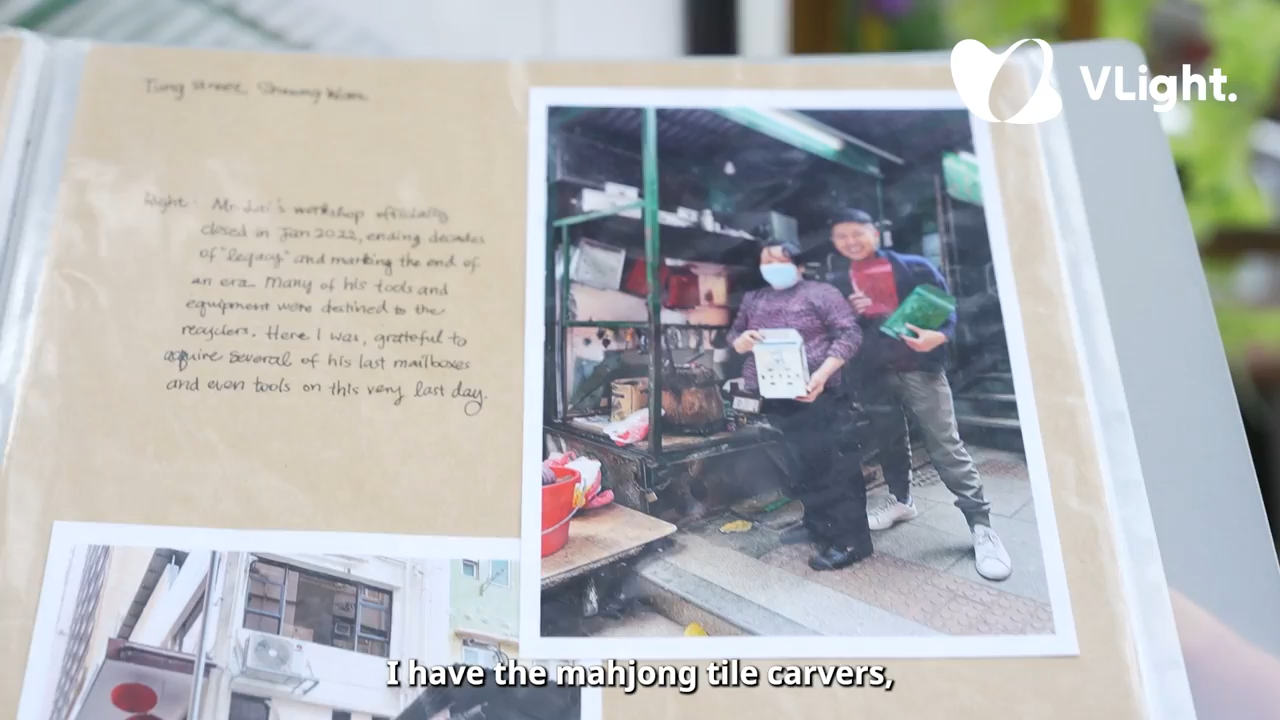 VLight.
Tung Street, Sheung Wan
Right: Mr Lui's workshop officially
closed in Jan 2022, ending decades
of "legacy" and marking the end of
an era. Many of his tools and
equipment were destined to the
recyclers. Here I was, grateful to
acquire several of his last mailboxes
and even tools on this very last day.
I have the mahjong tile carvers,